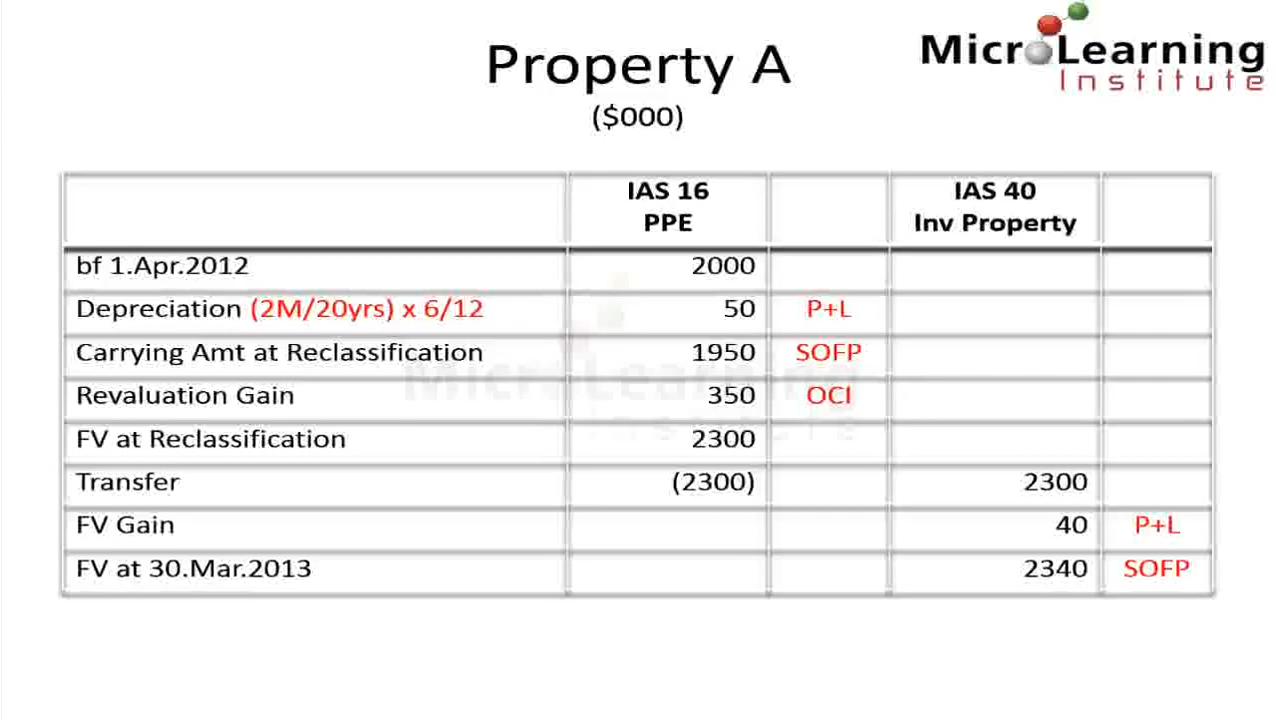 MicroLearning
Institute
Property A
($000)
IAS 16 IAS 40
PPE Inv Property
bf 1.Apr.2012 2000
Depreciation (2M/20yrs) x 6/12 50 P+L
Carrying Amt at Reclassification 1950 SOFP
Revaluation Gain 350 OCI
FV at Reclassification 2300
Transfer (2300) 2300
FV Gain 40 P+L
FV at 30.Mar.2013 2340 SOFP
MicroLearning
Institute